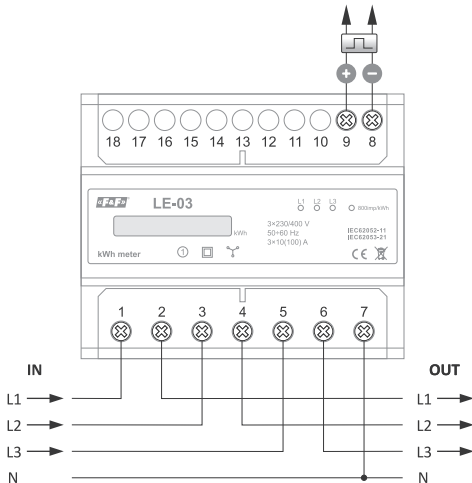 + −
18 17 16 15 14 13 12 11 10 9 8
F&F LE-03
L1 L2 L3
800imp/kWh
kWh
3×230/400 V
50÷60 Hz
3×10(100) A
IEC62052-11
IEC62053-21
kWh meter
1
CE
1 2 3 4 5 6 7
IN OUT
L1 L1
L2 L2
L3 L3
N N